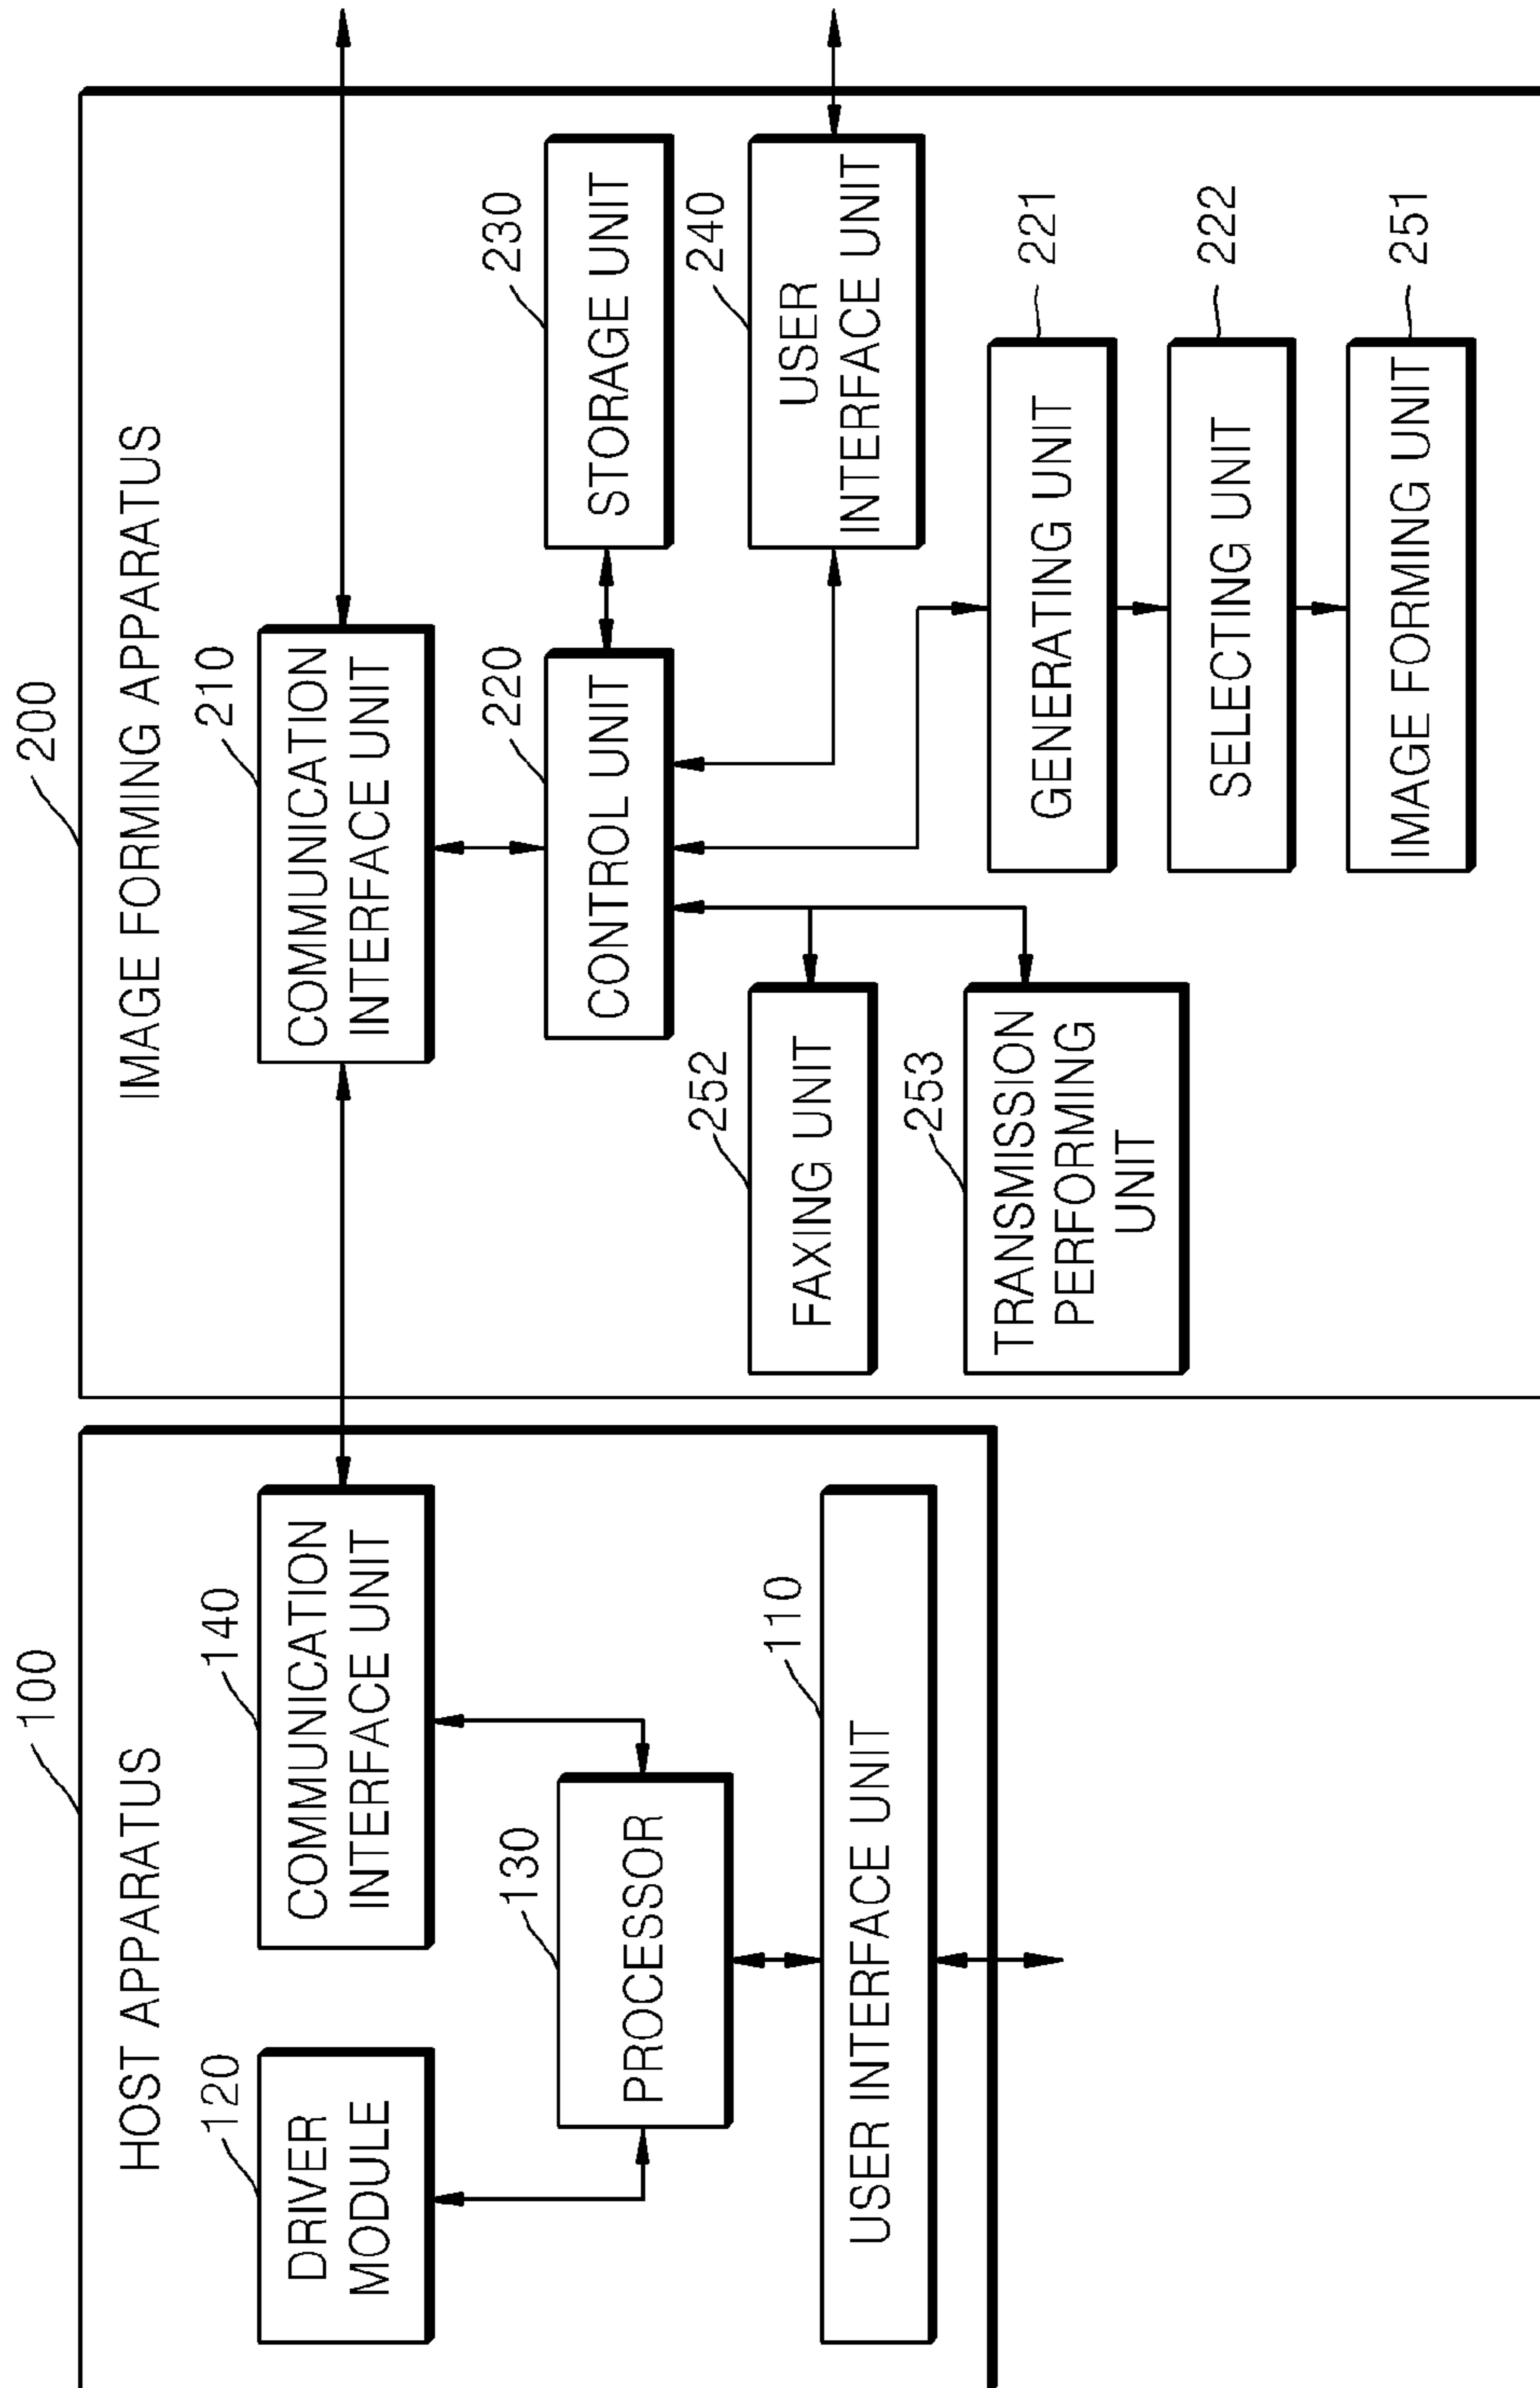 100
HOST APPARATUS
120
DRIVER
MODULE
140
COMMUNICATION
INTERFACE UNIT
130
PROCESSOR
110
USER INTERFACE UNIT
200
IMAGE FORMING APPARATUS
210
COMMUNICATION
INTERFACE UNIT
220
CONTROL UNIT
230
STORAGE UNIT
252
FAXING UNIT
240
USER
INTERFACE UNIT
253
TRANSMISSION
PERFORMING
UNIT
GENERATING UNIT
221
SELECTING UNIT
222
IMAGE FORMING UNIT
251